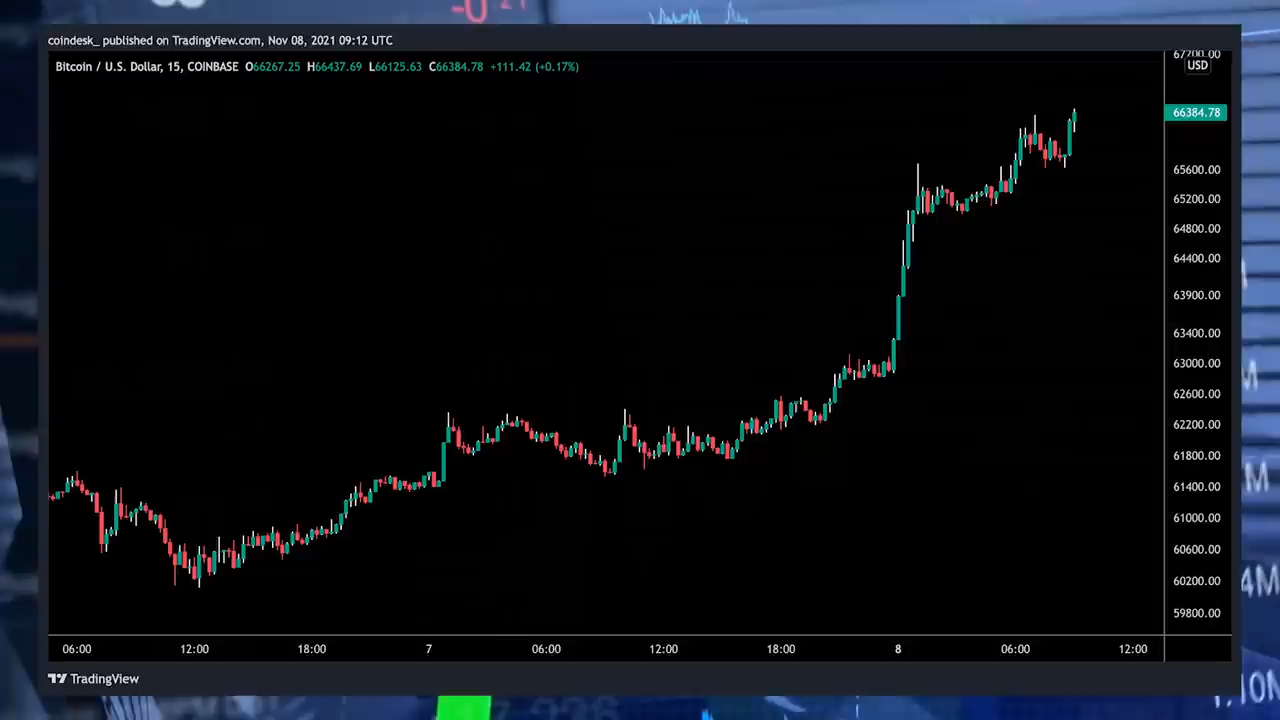 -0
coindesk_ published on TradingView.com, Nov 08, 2021 09:12 UTC
Bitcoin / U.S. Dollar, 15, COINBASE O66267.25 H66437.69 L66125.63 C66384.78 +111.42 (+0.17%)
67200.00
USD
66384.78
65600.00
65200.00
64800.00
64400.00
63900.00
63400.00
63000.00
62600.00
62200.00
61800.00
61400.00
61000.00
60600.00
60200.00
59800.00
06:00 12:00 18:00 7 06:00 12:00 18:00 8 06:00 12:00
TradingView
M
M
4M